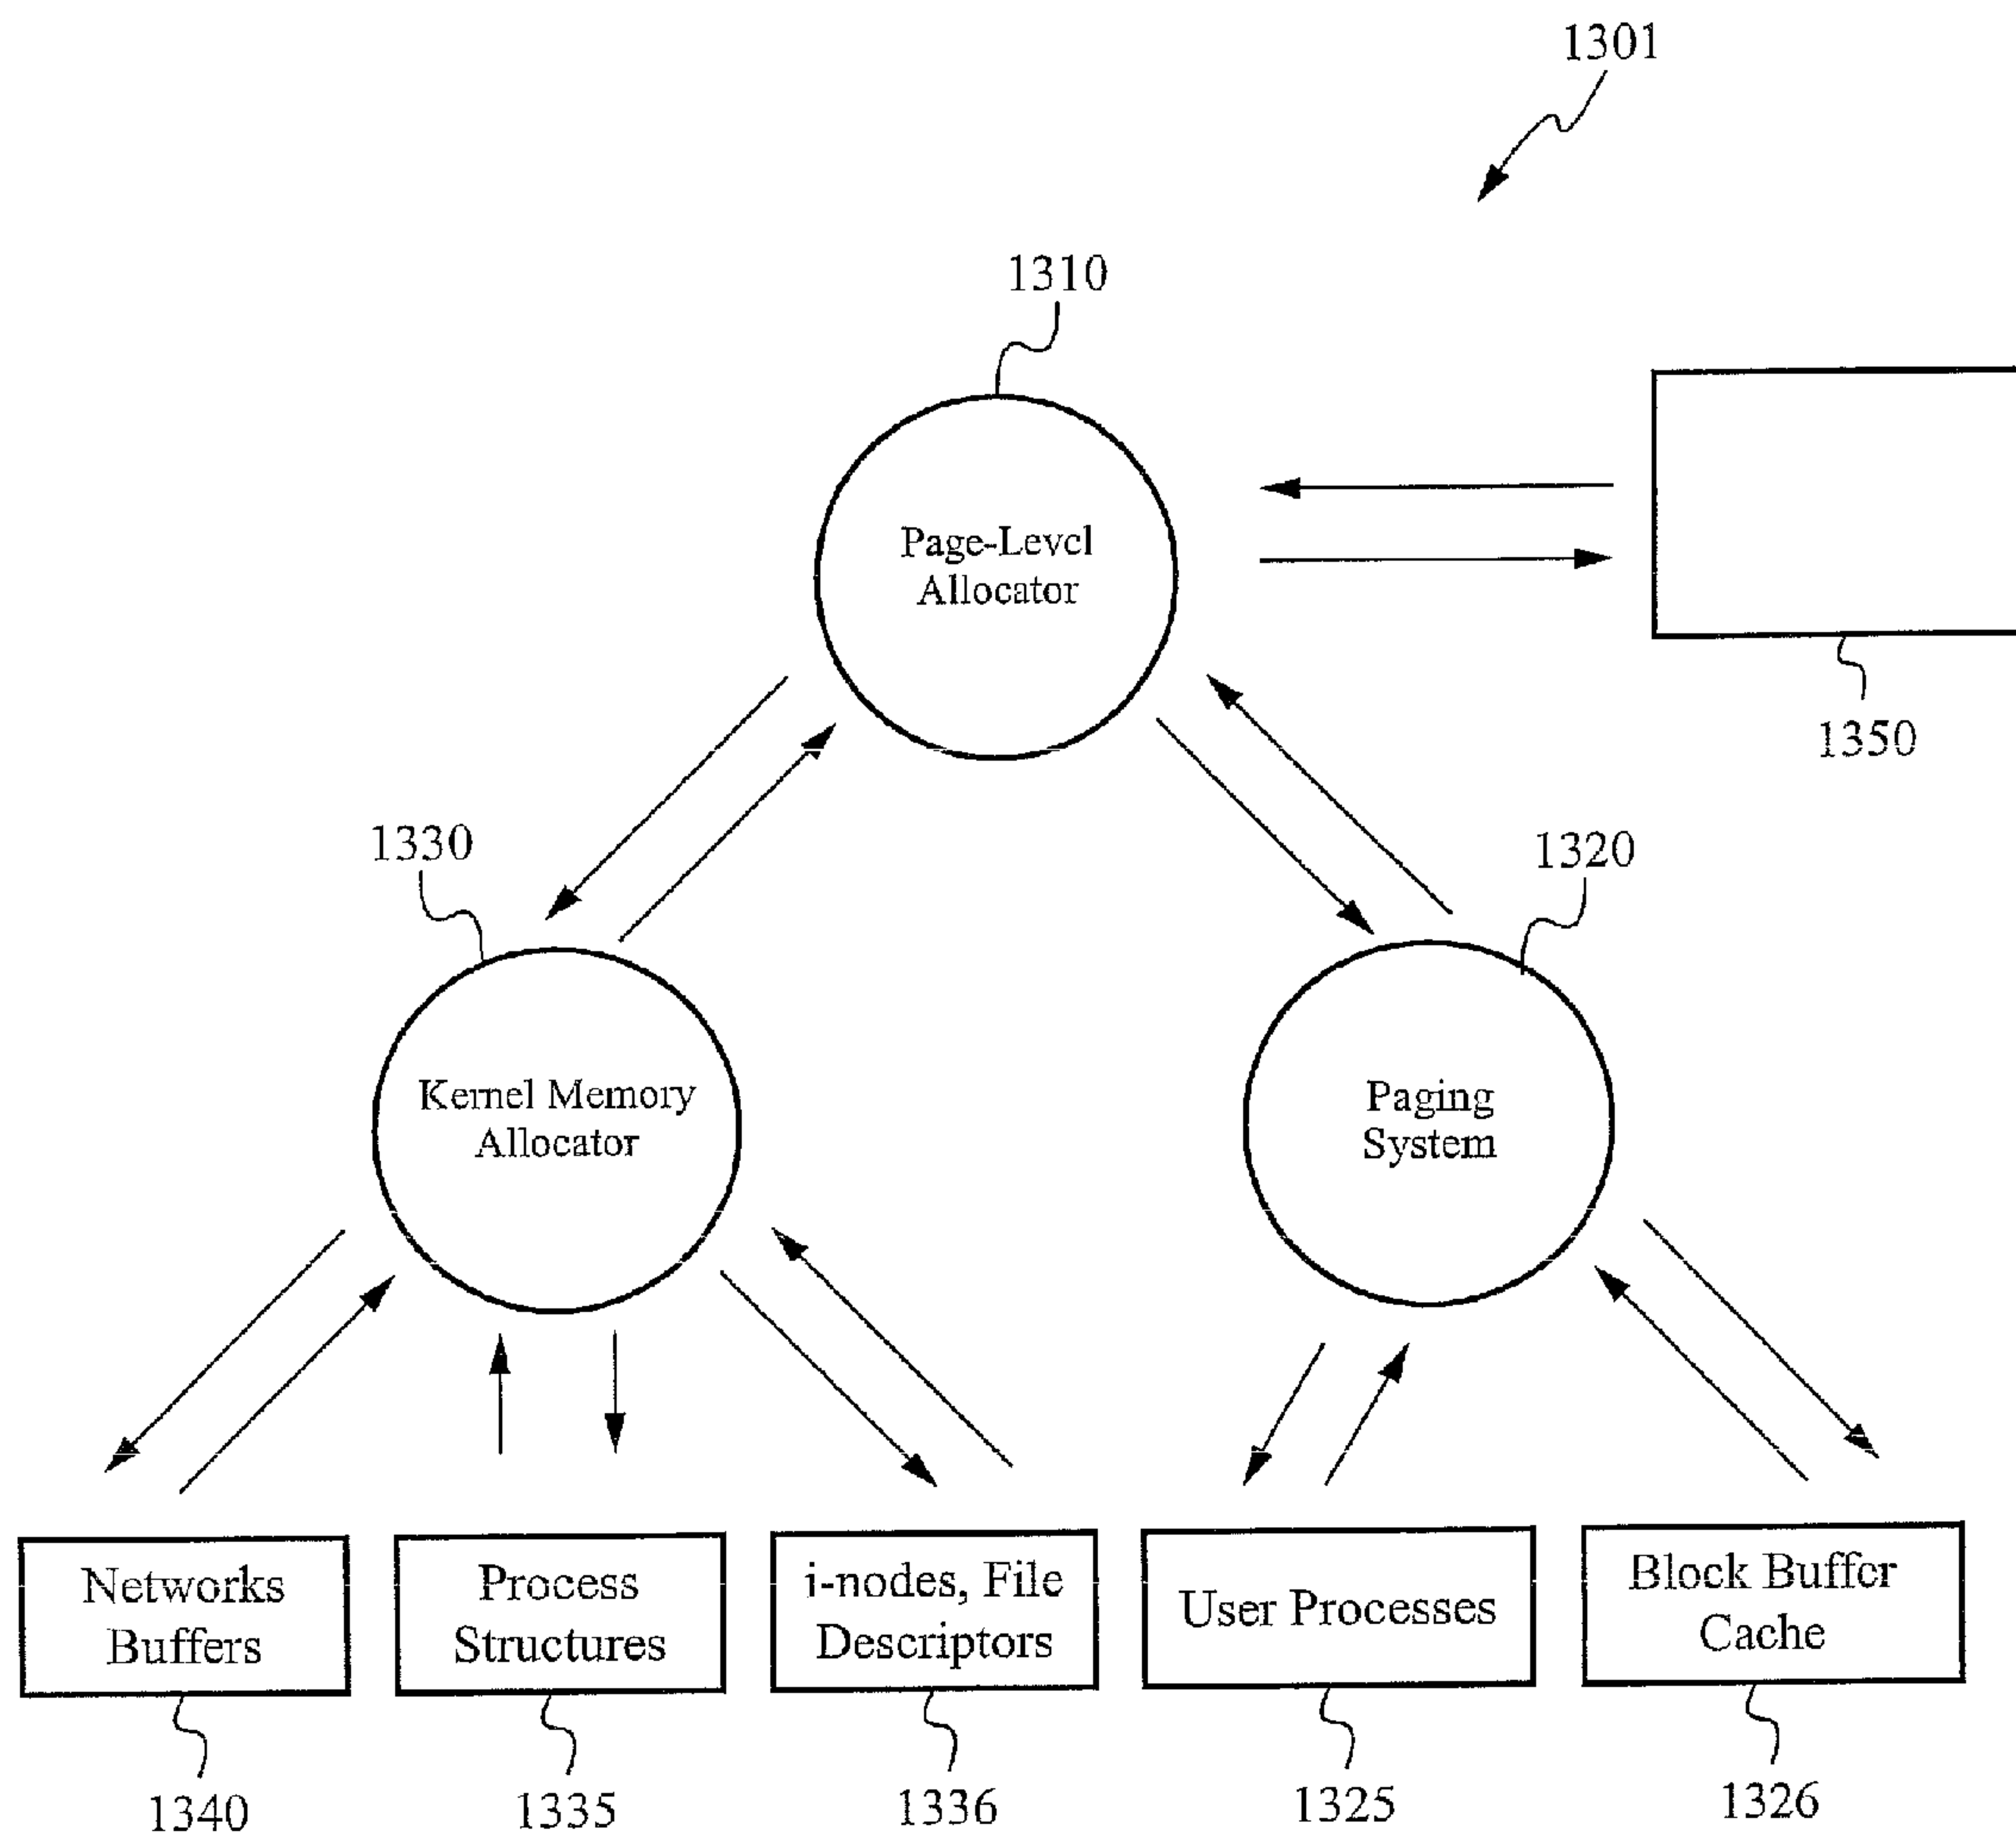 1301
1310
Page-Level
Allocator
1350
1330
1320
Kernel Memory
Allocator
Paging
System
Networks
Buffers
Process
Structures
i-nodes, File
Descriptors
User Processes
Block Buffer
Cache
1340
1335
1336
1325
1326